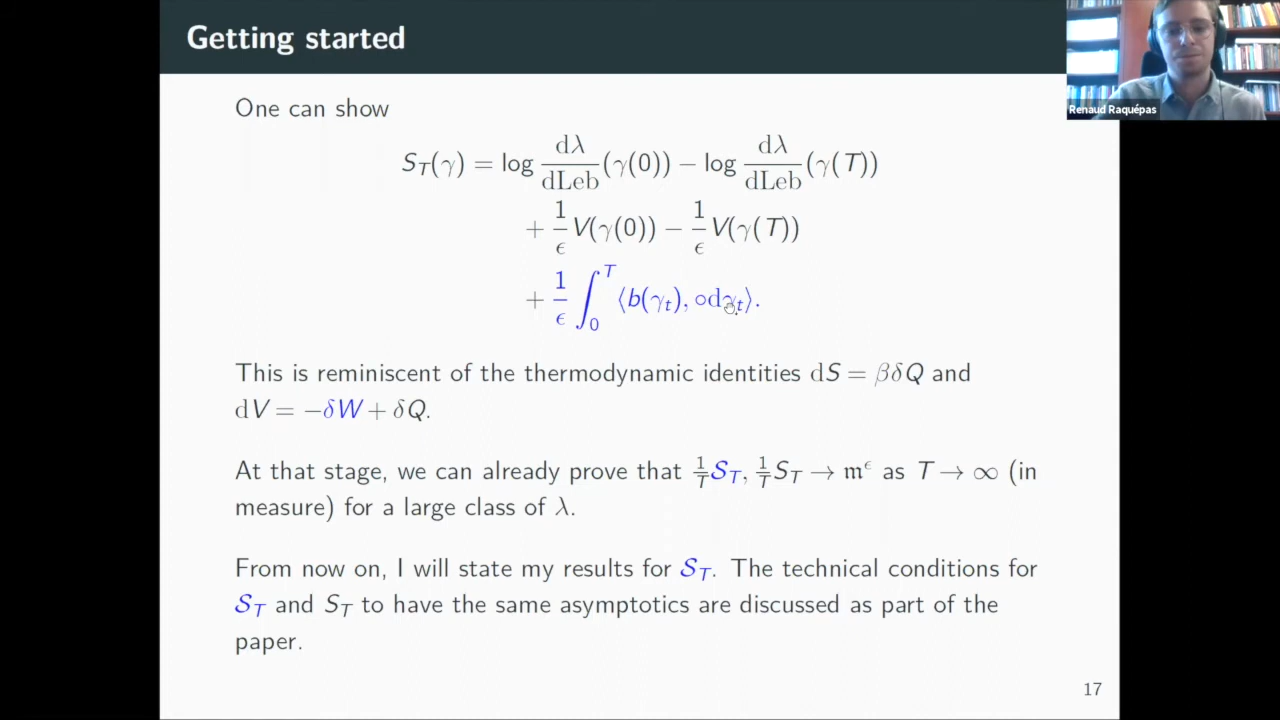 Getting started
Renaud Raquépas
One can show
S_T(γ) = log dλ/dLeb (γ(0)) − log dλ/dLeb (γ(T))
+ 1/ϵ V(γ(0)) − 1/ϵ V(γ(T))
+ 1/ϵ ∫_0^T ⟨b(γ_t), ∘dγ_t⟩.
This is reminiscent of the thermodynamic identities dS = βδQ and
dV = −δW + δQ.
At that stage, we can already prove that 1/T 𝒮_T, 1/T S_T → 𝔪^ϵ as T → ∞ (in
measure) for a large class of λ.
From now on, I will state my results for 𝒮_T. The technical conditions for
𝒮_T and S_T to have the same asymptotics are discussed as part of the
paper.
17